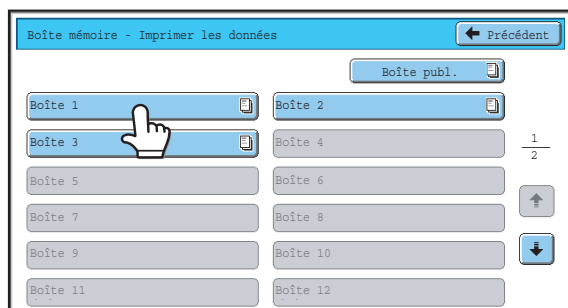 Boîte mémoire - Imprimer les données
Précédent
Boîte publ.
Boîte 1
Boîte 2
Boîte 3
Boîte 4
1
2
Boîte 5
Boîte 6
Boîte 7
Boîte 8
Boîte 9
Boîte 10
Boîte 11
Boîte 12